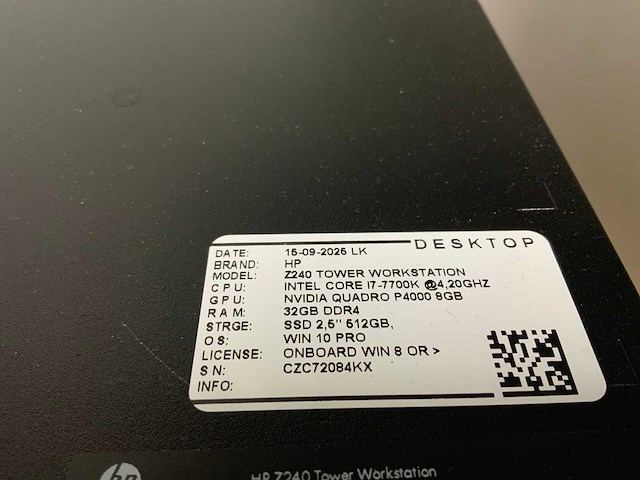 DESKTOP
DATE: 15-09-2025 LK
BRAND: HP
MODEL: Z240 TOWER WORKSTATION
CPU: INTEL CORE I7-7700K @4,20GHZ
GPU: NVIDIA QUADRO P4000 8GB
RAM: 32GB DDR4
STRGE: SSD 2,5" 512GB,
OS: WIN 10 PRO
LICENSE: ONBOARD WIN 8 OR >
SN: CZC72084KX
INFO:
hp HP Z240 Tower Workstation